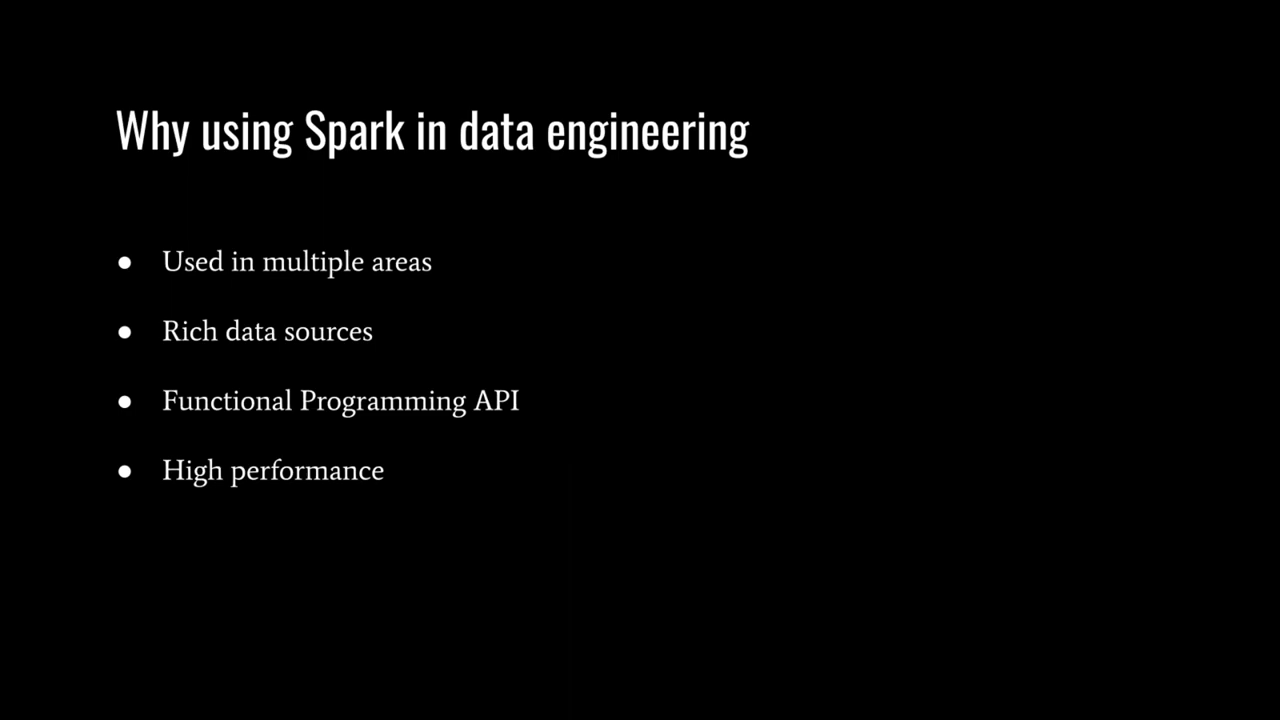 Why using Spark in data engineering
● Used in multiple areas
● Rich data sources
● Functional Programming API
● High performance